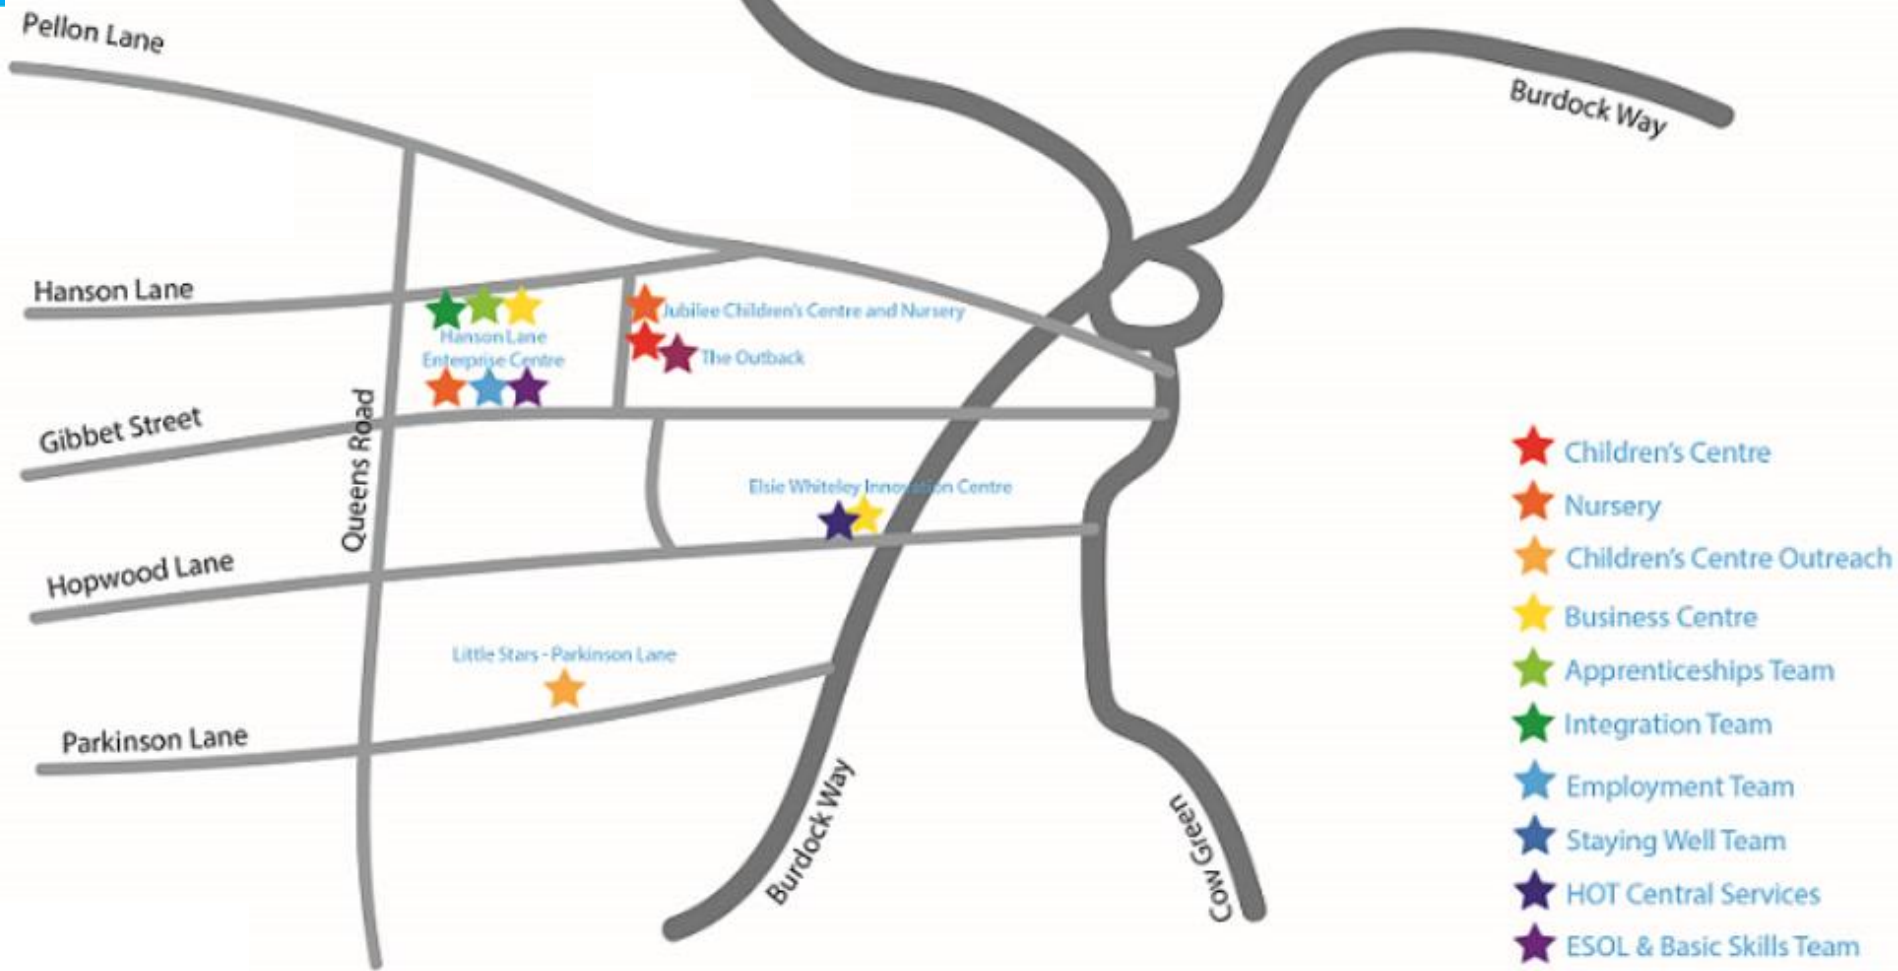 Pellon Lane
Burdock Way
Hanson Lane
Hanson Lane
Enterprise Centre
Jubilee Children's Centre and Nursery
The Outback
Gibbet Street
Queens Road
Elsie Whiteley Innovation Centre
Hopwood Lane
Little Stars - Parkinson Lane
Parkinson Lane
Burdock Way
Cow Green
Children's Centre
Nursery
Children's Centre Outreach
Business Centre
Apprenticeships Team
Integration Team
Employment Team
Staying Well Team
HOT Central Services
ESOL & Basic Skills Team